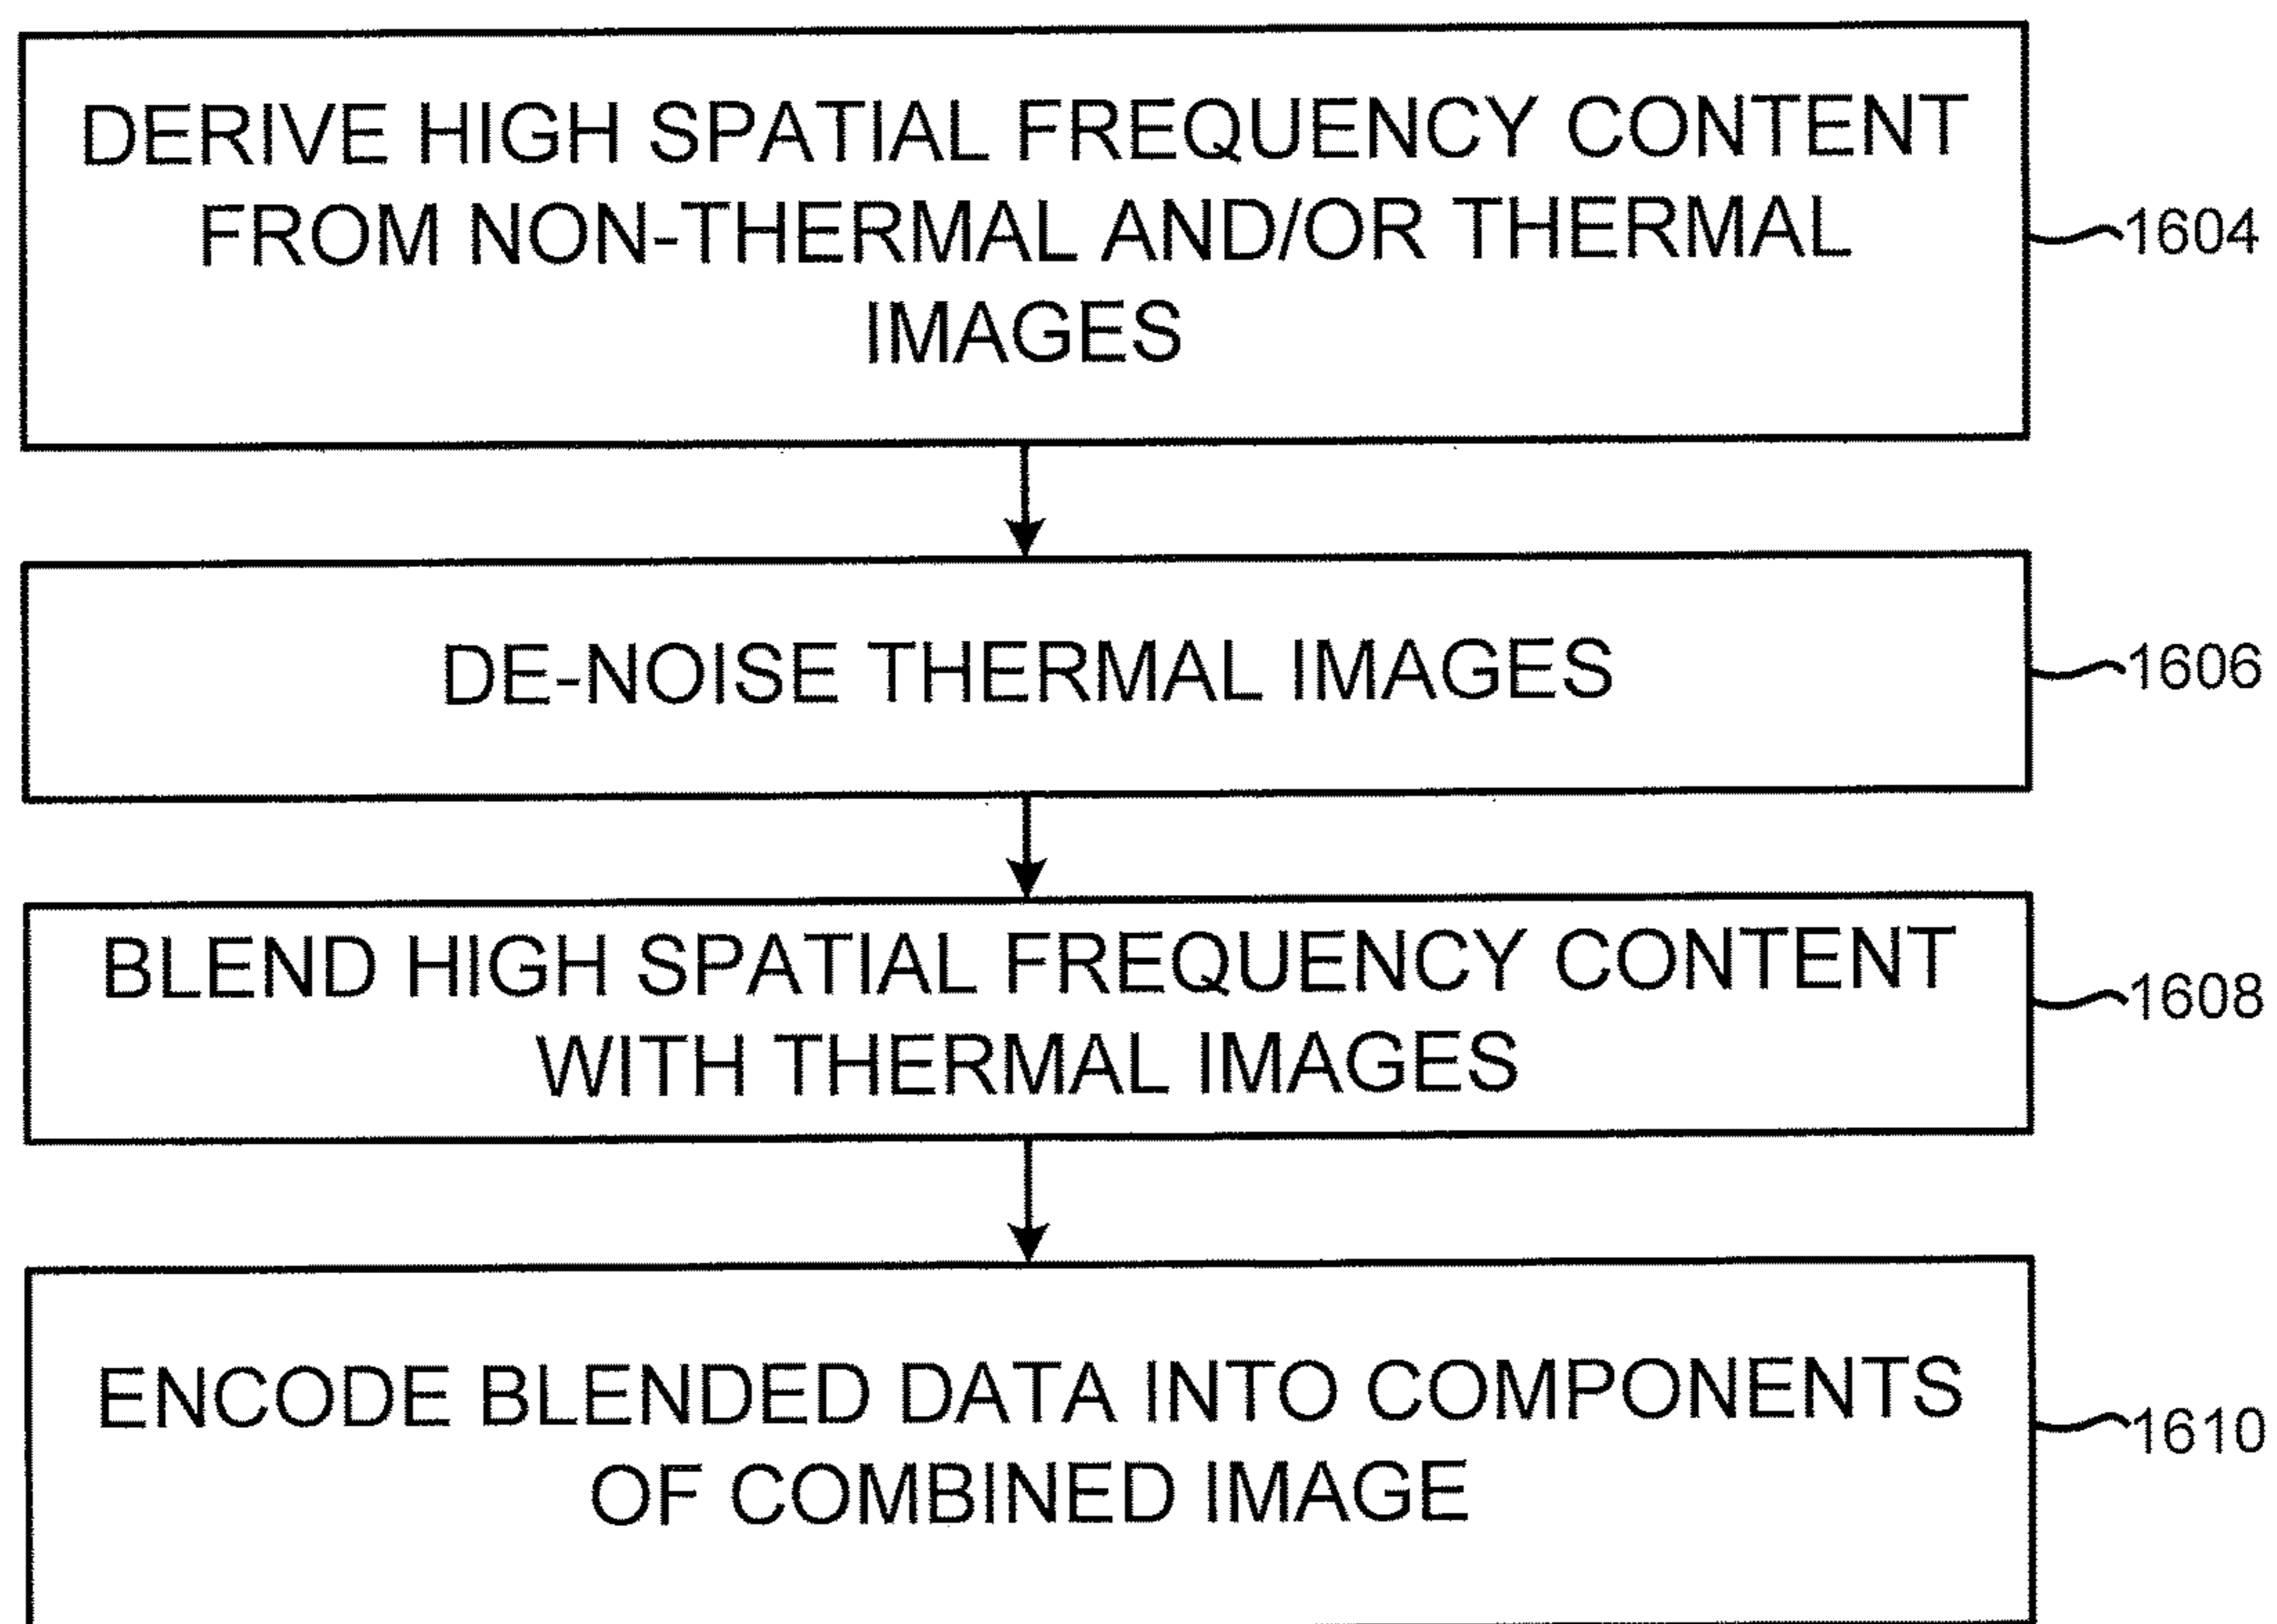 DERIVE HIGH SPATIAL FREQUENCY CONTENT
FROM NON-THERMAL AND/OR THERMAL
IMAGES
1604
DE-NOISE THERMAL IMAGES
1606
BLEND HIGH SPATIAL FREQUENCY CONTENT
WITH THERMAL IMAGES
1608
ENCODE BLENDED DATA INTO COMPONENTS
OF COMBINED IMAGE
1610